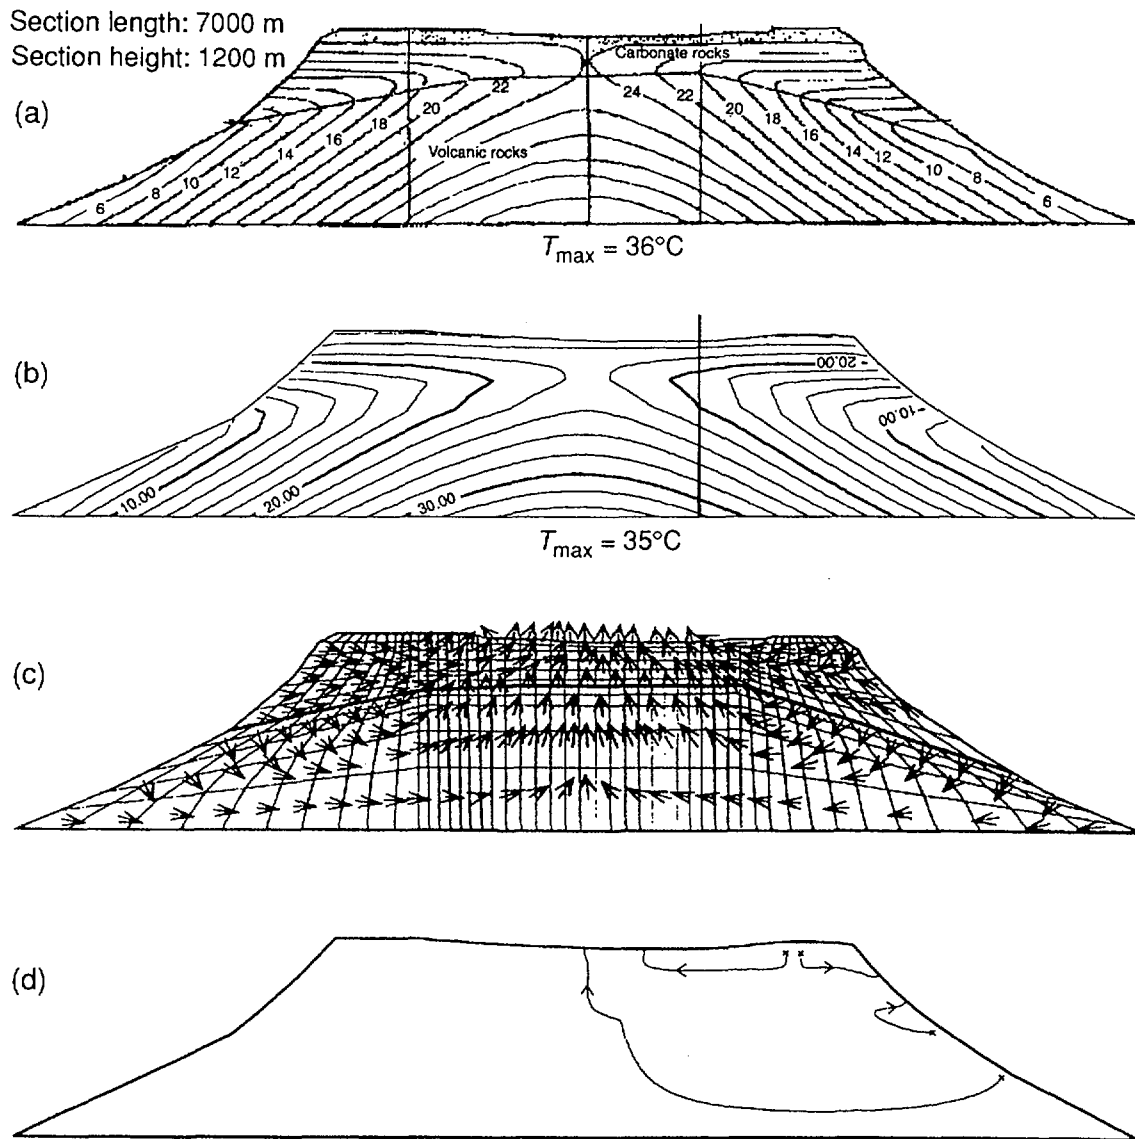 Section length: 7000 m
Section height: 1200 m
(a)
Carbonate rocks
22
24
22
20
20
18
18
16
16
14
14
12
12
10
10
8
8
6
6
Volcanic rocks
Tmax = 36°C
(b)
20.00
-10.00
10.00
20.00
30.00
Tmax = 35°C
(c)
(d)